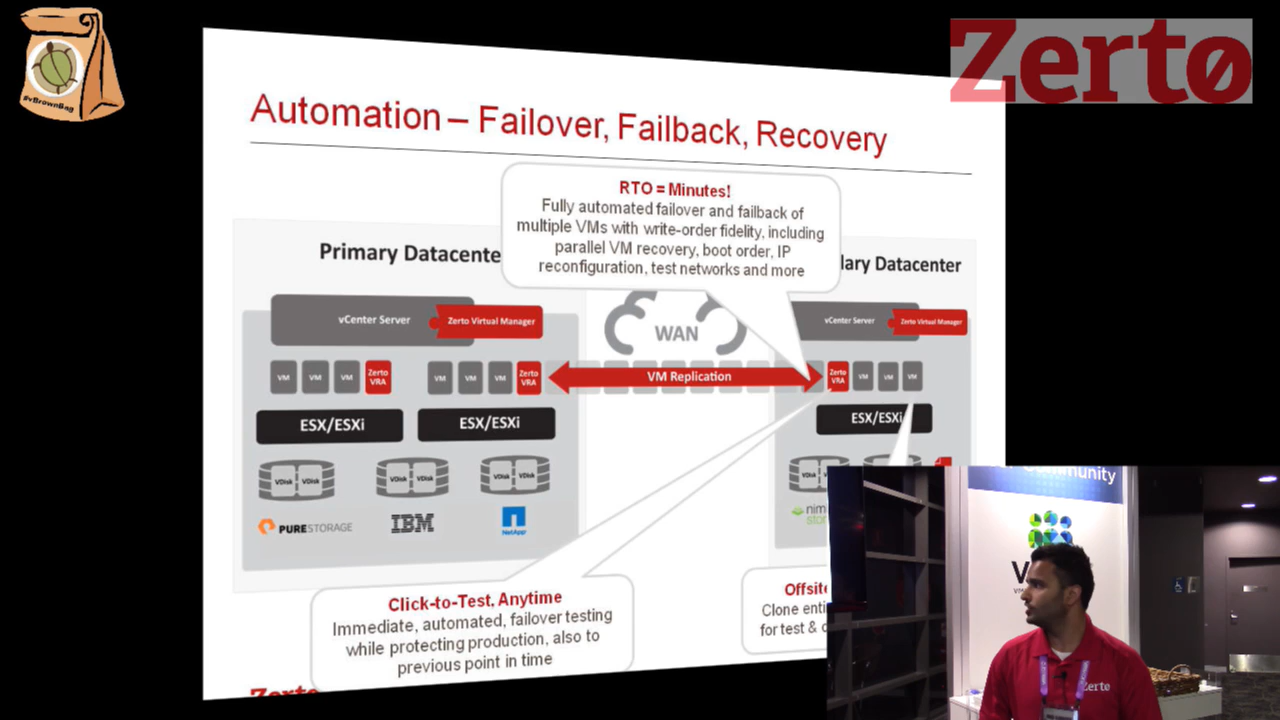 #vBrownBag
Zertø
Automation – Failover, Failback, Recovery
RTO = Minutes!
Fully automated failover and failback of
multiple VMs with write-order fidelity, including
parallel VM recovery, boot order, IP
reconfiguration, test networks and more
Primary Datacente
dary Datacenter
vCenter Server
Zerto Virtual Manager
WAN
vCenter Server
Zerto Virtual Manager
VM VM VM Zerto VRA
VM VM VM Zerto VRA
VM Replication
Zerto VRA VM VM VM
ESX/ESXi
ESX/ESXi
ESX/ESXi
VDisk VDisk
VDisk VDisk
VDisk VDisk
VDisk
PURESTORAGE
IBM
NetApp
nim
stor
Community
V
Click-to-Test, Anytime
Immediate, automated, failover testing
while protecting production, also to
previous point in time
Offsite
Clone enti
for test &
Zerto
Zerto